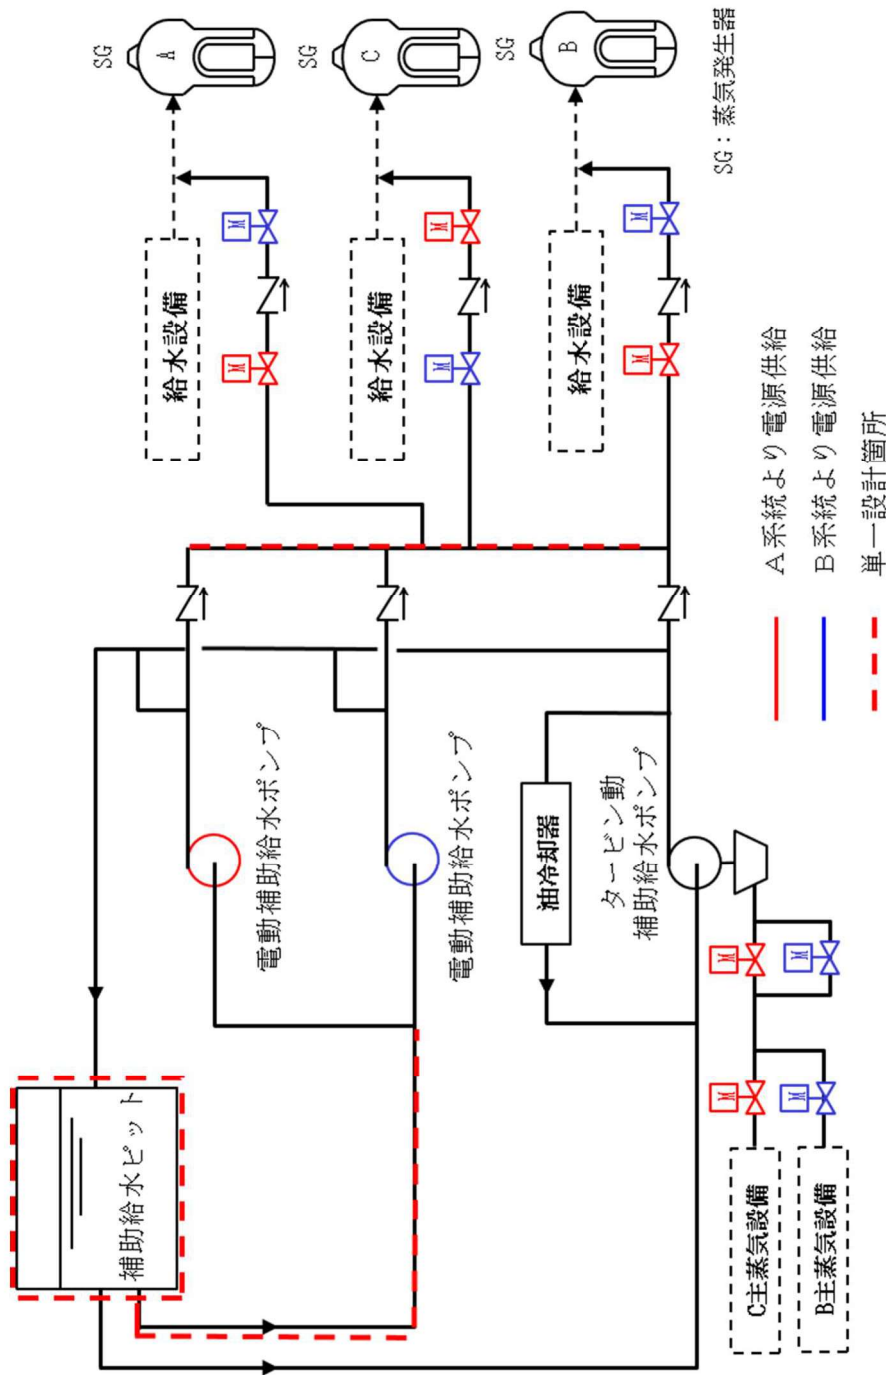 補助給水ピット
電動補助給水ポンプ
電動補助給水ポンプ
油冷却器
タービン動
補助給水ポンプ
C主蒸気設備
B主蒸気設備
M
M
M
M
給水設備
M
M
SG
A
給水設備
M
M
SG
C
給水設備
M
M
SG
B
SG：蒸気発生器
A系統より電源供給
B系統より電源供給
単一設計箇所